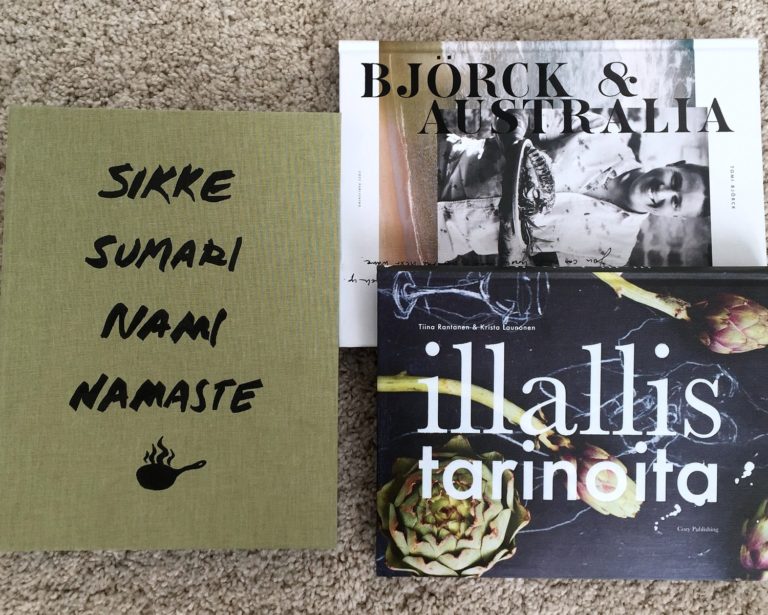 SIKKE
SUMARI
NAMI
NAMASTE
BJÖRCK &
AUSTRALIA
TOMI BJÖRCK
Tiina Rantanen & Krista Launonen
illallis
tarinoita
Cozy Publishing